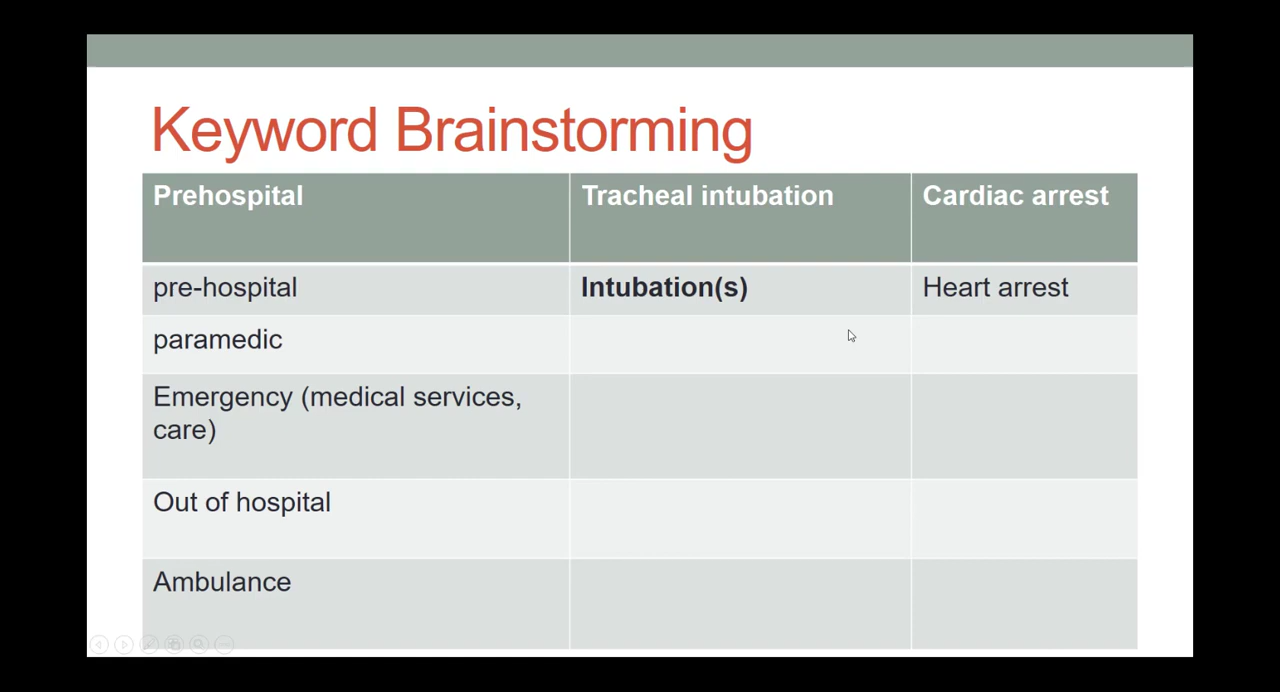 Keyword Brainstorming
Prehospital
Tracheal intubation
Cardiac arrest
pre-hospital
Intubation(s)
Heart arrest
paramedic
Emergency (medical services,
care)
Out of hospital
Ambulance